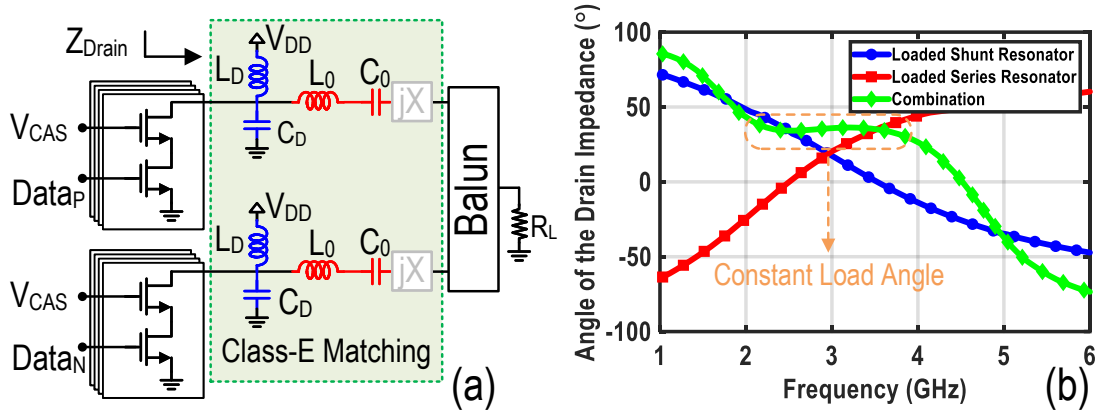 Z_Drain
V_DD
L_D
L_0
C_0
jX
C_D
V_CAS
Data_P
V_DD
L_D
L_0
C_0
jX
C_D
V_CAS
Data_N
Class-E Matching
Balun
R_L
(a)
Angle of the Drain Impedance (°)
100
50
0
-50
-100
Loaded Shunt Resonator
Loaded Series Resonator
Combination
Constant Load Angle
1 2 3 4 5 6
Frequency (GHz)
(b)